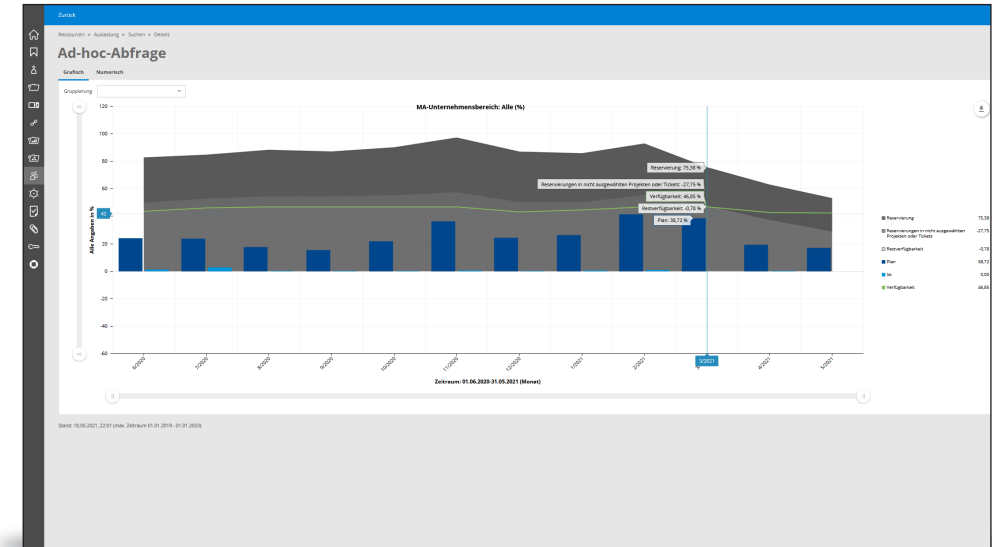 Zurück
Ressourcen » Auslastung » Suchen » Details
Ad-hoc-Abfrage
Grafisch Numerisch
Gruppierung
MA-Unternehmensbereich: Alle (%)
120
100
80
60
42
20
0
-20
-40
-60
Alle Angaben in %
Reservierung: 75,38 %
Reservierungen in nicht ausgewählten Projekten oder Tickets: -27,75 %
Verfügbarkeit: 46,85 %
Restverfügbarkeit: -0,78 %
Plan: 38,72 %
Reservierung 75,38
Reservierungen in nicht ausgewählten -27,75
Projekten oder Tickets
Restverfügbarkeit -0,78
Plan 38,72
Ist 0,00
Verfügbarkeit 46,85
6/2020 7/2020 8/2020 9/2020 10/2020 11/2020 12/2020 1/2021 2/2021 3/2021 4/2021 5/2021
Zeitraum: 01.06.2020-31.05.2021 (Monat)
Stand: 18.05.2021, 22:01 (max. Zeitraum 01.01.2019 - 01.01.2023)